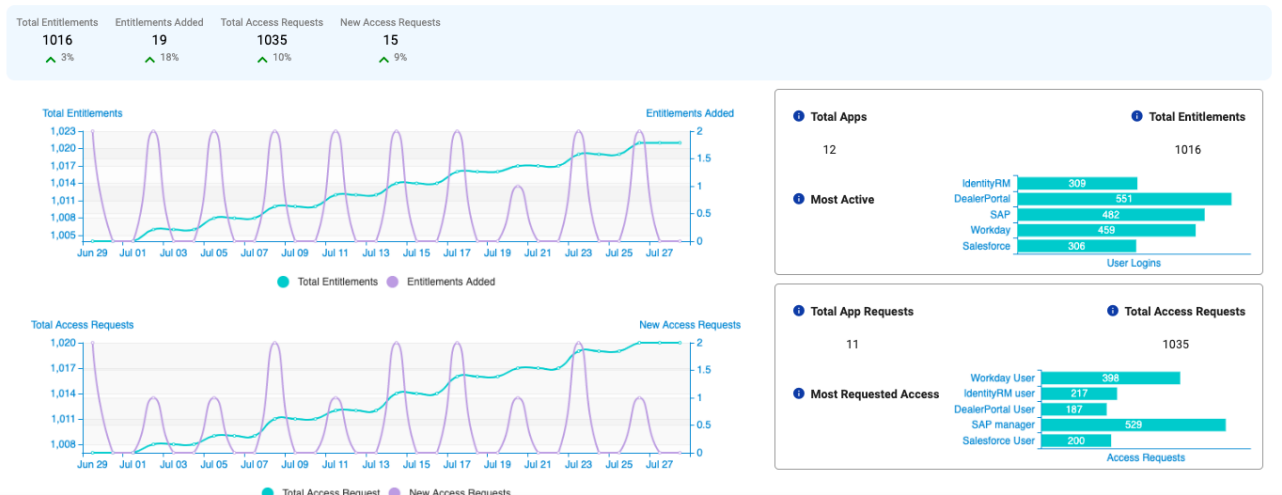 Total Entitlements Entitlements Added Total Access Requests New Access Requests
1016 19 1035 15
3% 18% 10% 9%
Total Entitlements Entitlements Added
1,023 2
1,020 1.5
1,017
1,014 1
1,011
1,008 0.5
1,005
0
Jun 29 Jul 01 Jul 03 Jul 05 Jul 07 Jul 09 Jul 11 Jul 13 Jul 15 Jul 17 Jul 19 Jul 21 Jul 23 Jul 25 Jul 27
Total Entitlements Entitlements Added
Total Access Requests New Access Requests
1,020 2
1,017 1.5
1,014 1
1,011 0.5
1,008
0
Jun 29 Jul 01 Jul 03 Jul 05 Jul 07 Jul 09 Jul 11 Jul 13 Jul 15 Jul 17 Jul 19 Jul 21 Jul 23 Jul 25 Jul 27
Total Access Request New Access Requests
Total Apps Total Entitlements
12 1016
Most Active
IdentityRM 309
DealerPortal 551
SAP 482
Workday 459
Salesforce 306
User Logins
Total App Requests Total Access Requests
11 1035
Most Requested Access
Workday User 398
IdentityRM user 217
DealerPortal User 187
SAP manager 529
Salesforce User 200
Access Requests